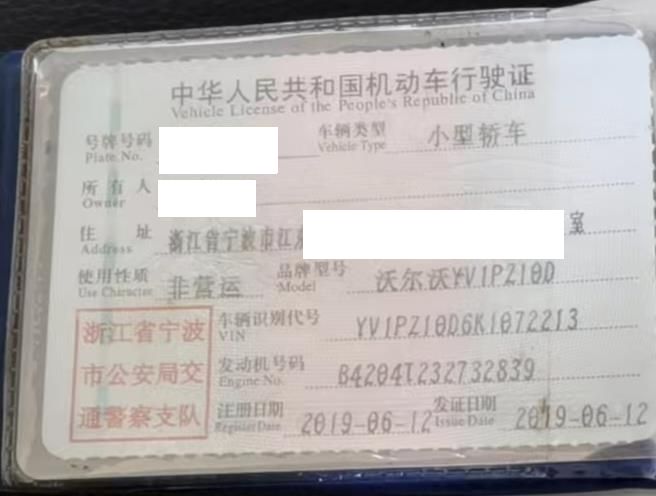 中华人民共和国机动车行驶证
Vehicle License of the People's Republic of China
号牌号码 车辆类型 小型轿车
Plate No. Vehicle Type
所有人
Owner
住址 浙江省宁波市江 室
Address
使用性质 非营运 品牌型号 沃尔沃YV1PZ10D
Use Character Model
浙江省宁波 车辆识别代号 YV1PZ10D6K1072213
VIN
市公安局交 发动机号码 B4204T232732839
Engine No.
通警察支队 注册日期 2019-06-12 发证日期 2019-06-12
Register Date Issue Date